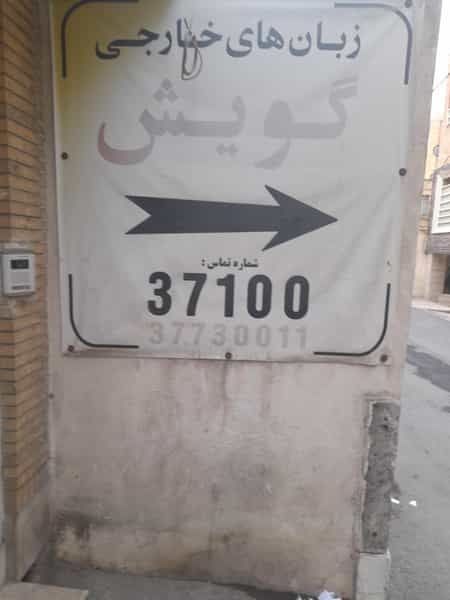 زبان های خارجی
گویش
شماره تماس :
37100
37730011